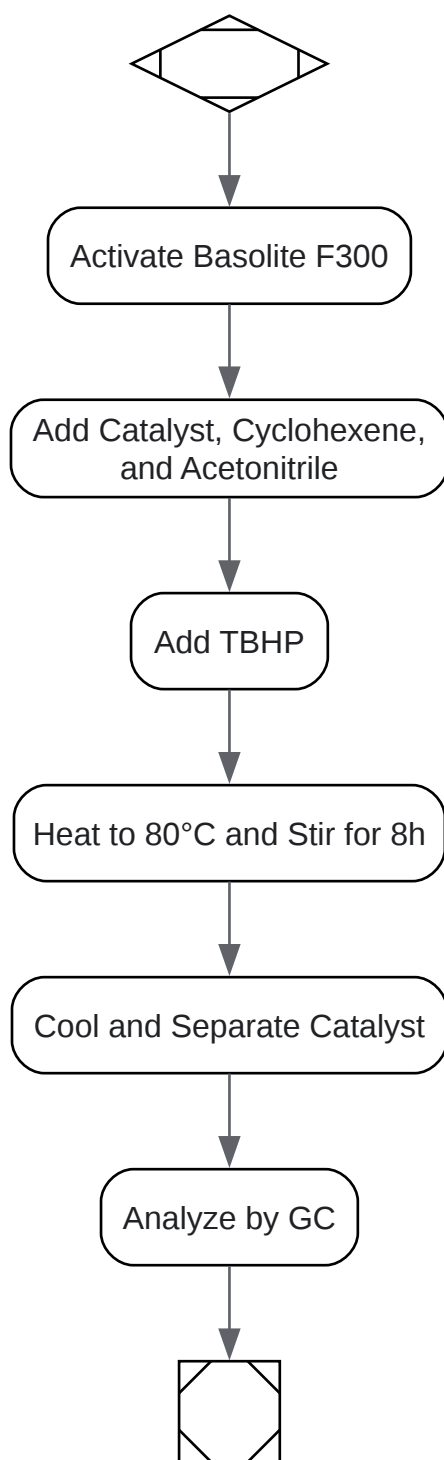 Activate Basolite F300
Add Catalyst, Cyclohexene,
and Acetonitrile
Add TBHP
Heat to 80°C and Stir for 8h
Cool and Separate Catalyst
Analyze by GC